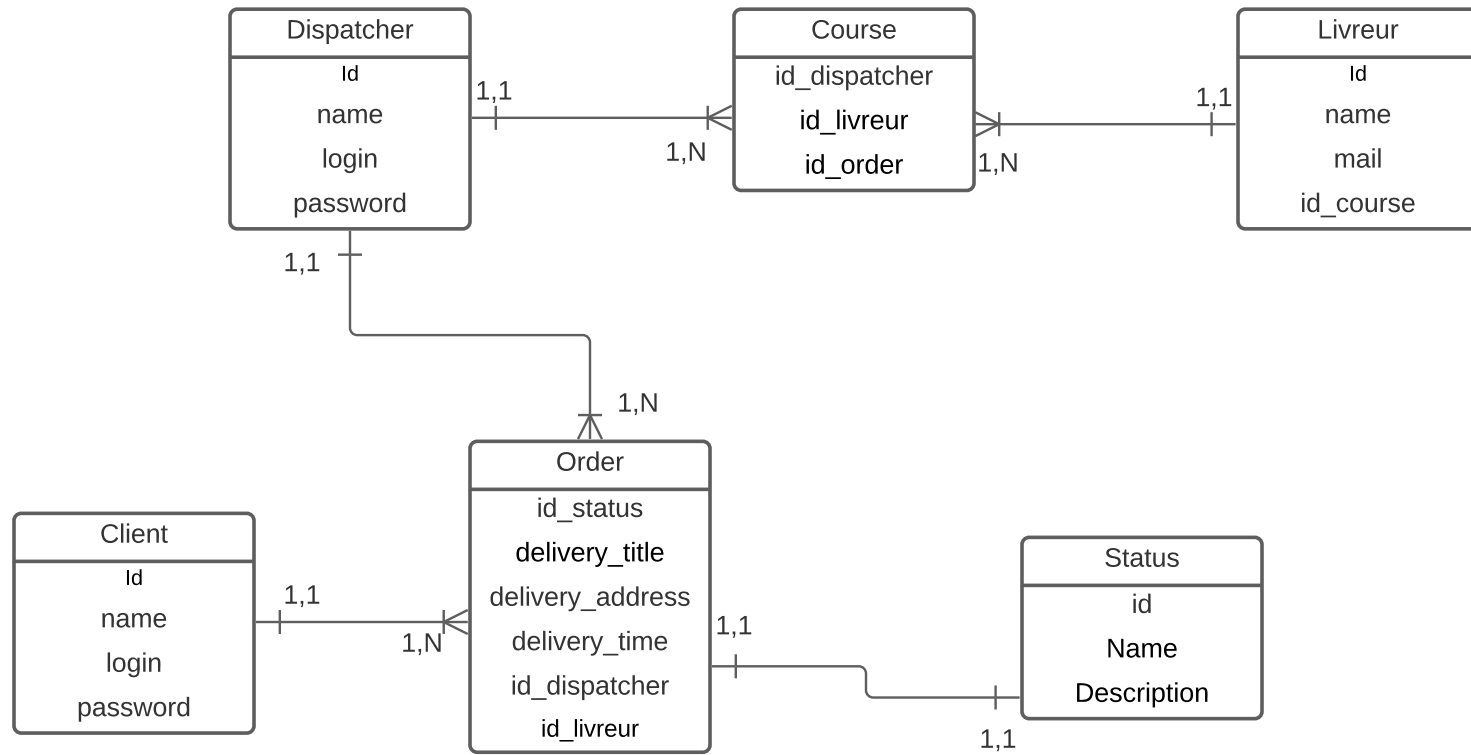 Dispatcher
Id
name
login
password
1,1
1,N
Course
id_dispatcher
id_livreur
id_order
1,N
1,1
Livreur
Id
name
mail
id_course
1,1
1,N
Client
Id
name
login
password
1,1
1,N
Order
id_status
delivery_title
delivery_address
delivery_time
id_dispatcher
id_livreur
1,1
1,1
Status
id
Name
Description